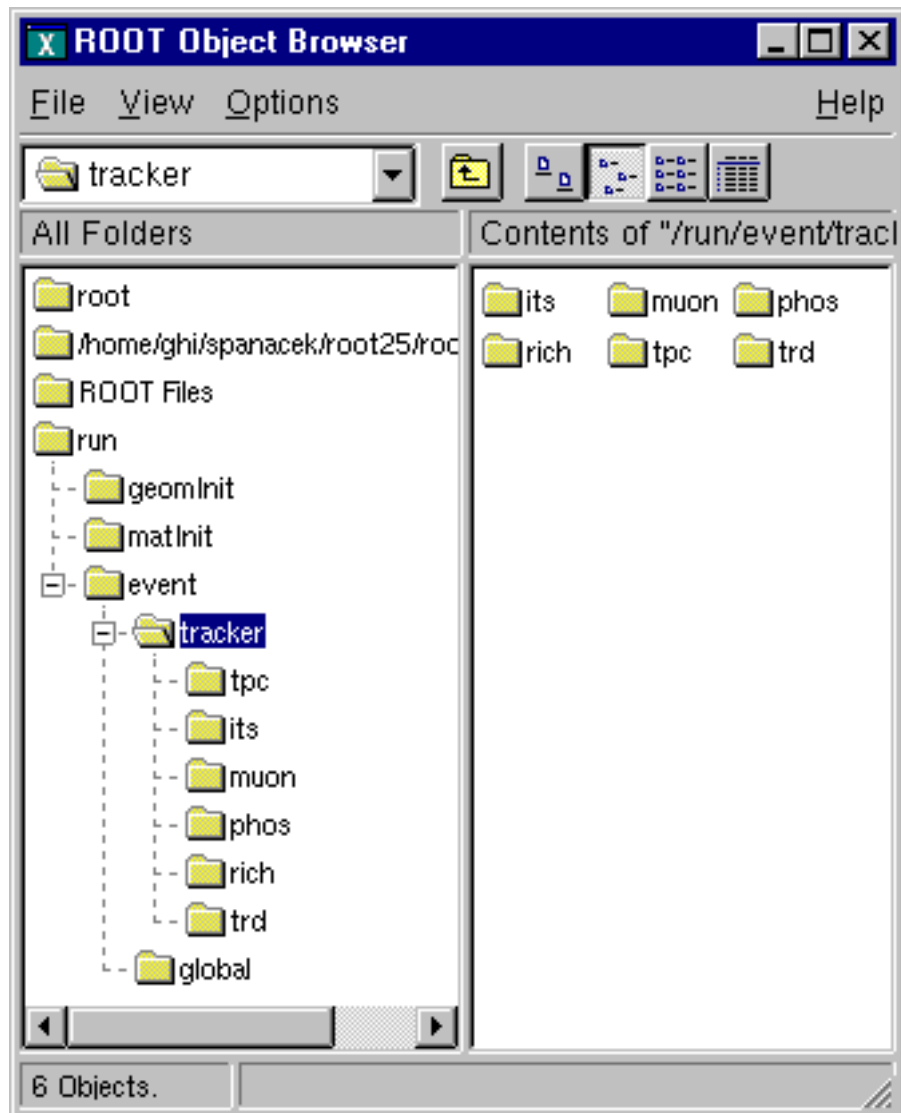 ROOT Object Browser
File View Options Help
tracker
All Folders
Contents of "/run/event/tracl
root
/home/ghi/spanacek/root25/roo
ROOT Files
run
geomInit
matInit
event
tracker
tpc
its
muon
phos
rich
trd
global
its muon phos
rich tpc trd
6 Objects.